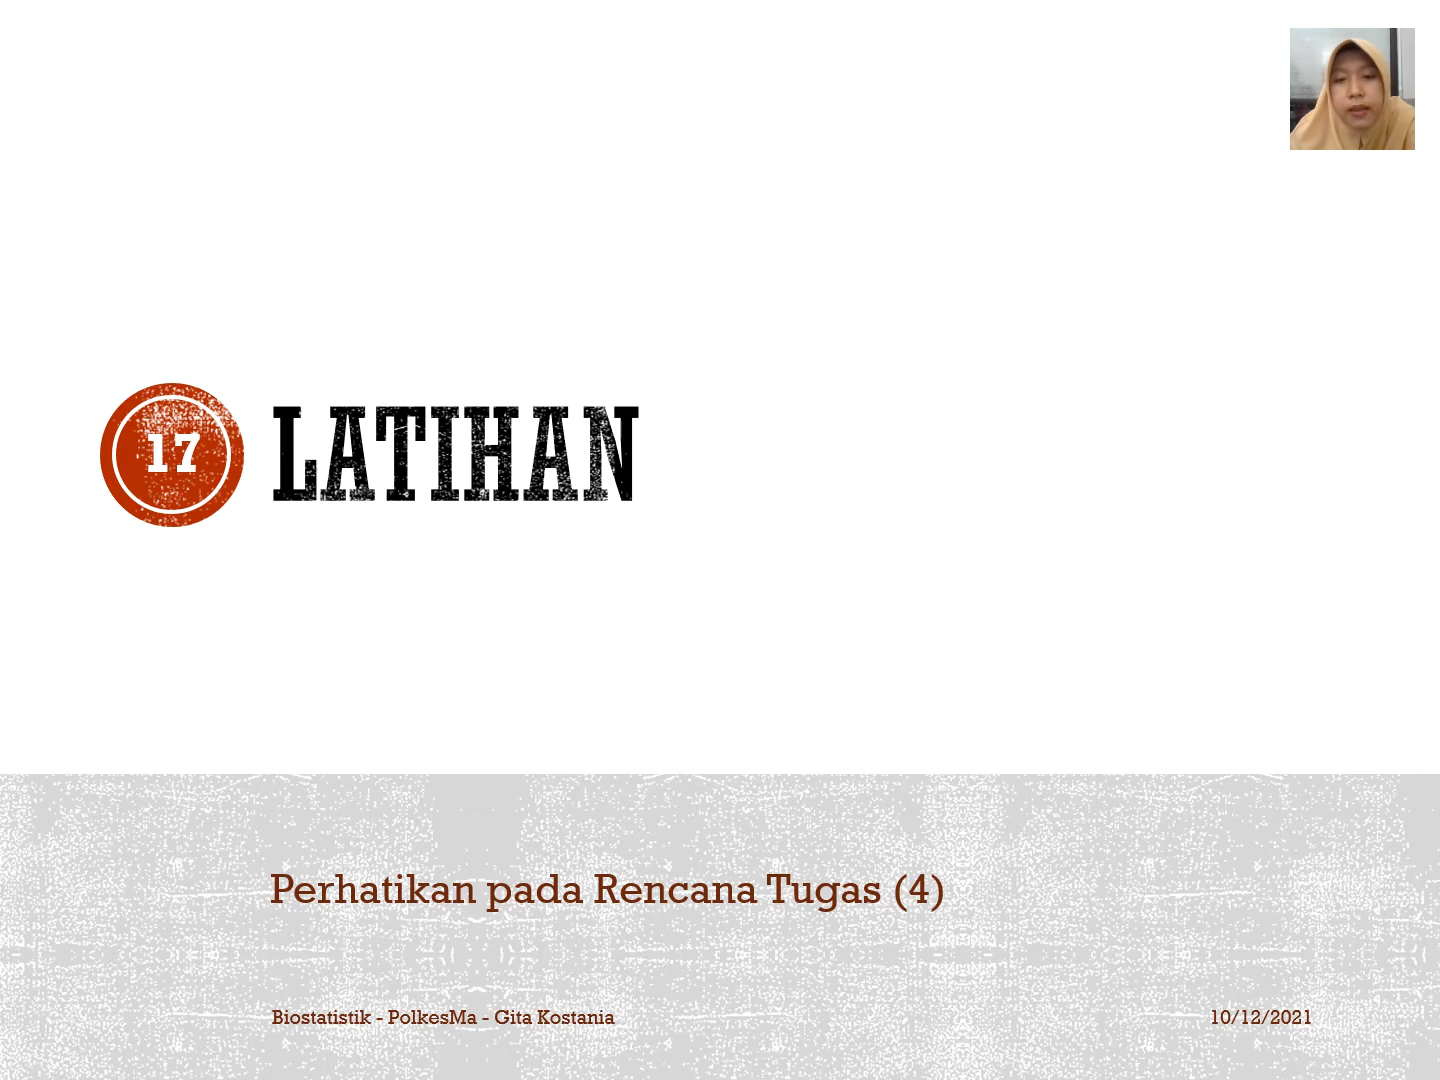 17
LATIHAN
Perhatikan pada Rencana Tugas (4)
Biostatistik - PolkesMa - Gita Kostania
10/12/2021